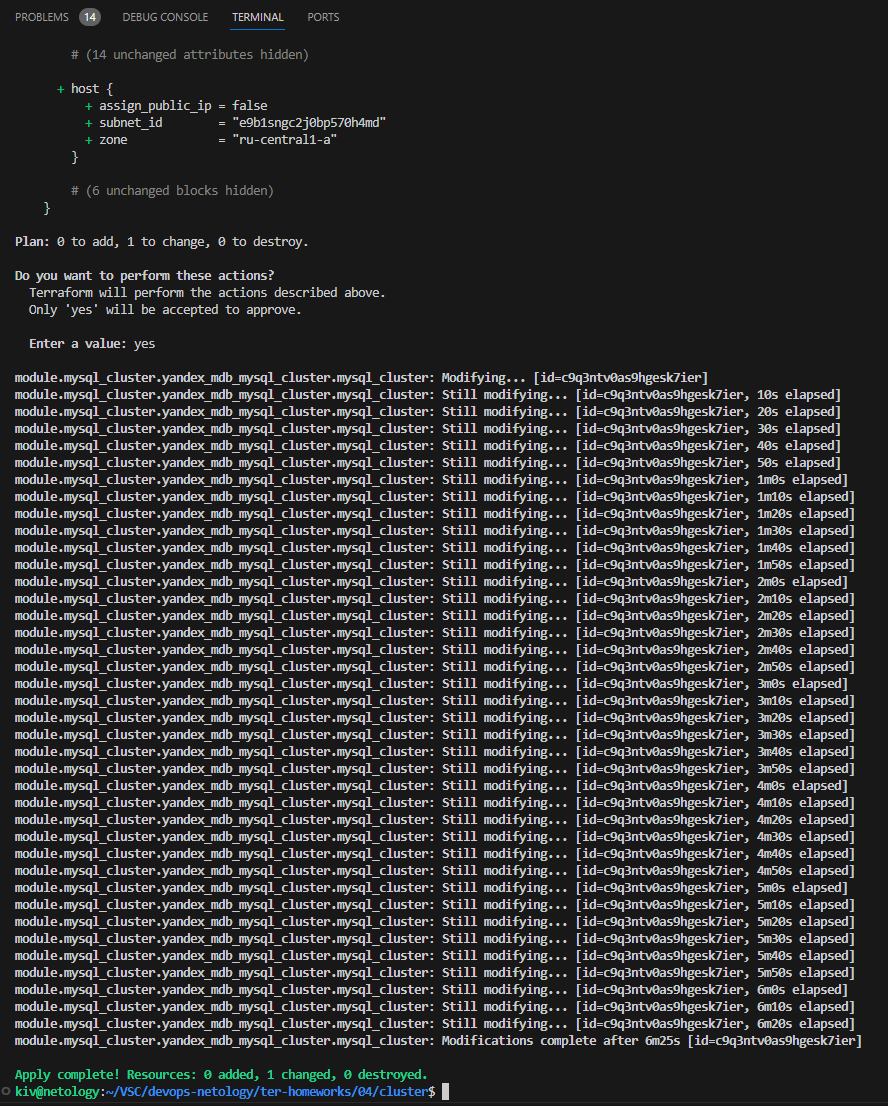 PROBLEMS 14 DEBUG CONSOLE TERMINAL PORTS
# (14 unchanged attributes hidden)
+ host {
+ assign_public_ip = false
+ subnet_id = "e9b1sngc2j0bp570h4md"
+ zone = "ru-central1-a"
}
# (6 unchanged blocks hidden)
}
Plan: 0 to add, 1 to change, 0 to destroy.
Do you want to perform these actions?
Terraform will perform the actions described above.
Only 'yes' will be accepted to approve.
Enter a value: yes
module.mysql_cluster.yandex_mdb_mysql_cluster.mysql_cluster: Modifying... [id=c9q3ntv0as9hgesk7ier]
module.mysql_cluster.yandex_mdb_mysql_cluster.mysql_cluster: Still modifying... [id=c9q3ntv0as9hgesk7ier, 10s elapsed]
module.mysql_cluster.yandex_mdb_mysql_cluster.mysql_cluster: Still modifying... [id=c9q3ntv0as9hgesk7ier, 20s elapsed]
module.mysql_cluster.yandex_mdb_mysql_cluster.mysql_cluster: Still modifying... [id=c9q3ntv0as9hgesk7ier, 30s elapsed]
module.mysql_cluster.yandex_mdb_mysql_cluster.mysql_cluster: Still modifying... [id=c9q3ntv0as9hgesk7ier, 40s elapsed]
module.mysql_cluster.yandex_mdb_mysql_cluster.mysql_cluster: Still modifying... [id=c9q3ntv0as9hgesk7ier, 50s elapsed]
module.mysql_cluster.yandex_mdb_mysql_cluster.mysql_cluster: Still modifying... [id=c9q3ntv0as9hgesk7ier, 1m0s elapsed]
module.mysql_cluster.yandex_mdb_mysql_cluster.mysql_cluster: Still modifying... [id=c9q3ntv0as9hgesk7ier, 1m10s elapsed]
module.mysql_cluster.yandex_mdb_mysql_cluster.mysql_cluster: Still modifying... [id=c9q3ntv0as9hgesk7ier, 1m20s elapsed]
module.mysql_cluster.yandex_mdb_mysql_cluster.mysql_cluster: Still modifying... [id=c9q3ntv0as9hgesk7ier, 1m30s elapsed]
module.mysql_cluster.yandex_mdb_mysql_cluster.mysql_cluster: Still modifying... [id=c9q3ntv0as9hgesk7ier, 1m40s elapsed]
module.mysql_cluster.yandex_mdb_mysql_cluster.mysql_cluster: Still modifying... [id=c9q3ntv0as9hgesk7ier, 1m50s elapsed]
module.mysql_cluster.yandex_mdb_mysql_cluster.mysql_cluster: Still modifying... [id=c9q3ntv0as9hgesk7ier, 2m0s elapsed]
module.mysql_cluster.yandex_mdb_mysql_cluster.mysql_cluster: Still modifying... [id=c9q3ntv0as9hgesk7ier, 2m10s elapsed]
module.mysql_cluster.yandex_mdb_mysql_cluster.mysql_cluster: Still modifying... [id=c9q3ntv0as9hgesk7ier, 2m20s elapsed]
module.mysql_cluster.yandex_mdb_mysql_cluster.mysql_cluster: Still modifying... [id=c9q3ntv0as9hgesk7ier, 2m30s elapsed]
module.mysql_cluster.yandex_mdb_mysql_cluster.mysql_cluster: Still modifying... [id=c9q3ntv0as9hgesk7ier, 2m40s elapsed]
module.mysql_cluster.yandex_mdb_mysql_cluster.mysql_cluster: Still modifying... [id=c9q3ntv0as9hgesk7ier, 2m50s elapsed]
module.mysql_cluster.yandex_mdb_mysql_cluster.mysql_cluster: Still modifying... [id=c9q3ntv0as9hgesk7ier, 3m0s elapsed]
module.mysql_cluster.yandex_mdb_mysql_cluster.mysql_cluster: Still modifying... [id=c9q3ntv0as9hgesk7ier, 3m10s elapsed]
module.mysql_cluster.yandex_mdb_mysql_cluster.mysql_cluster: Still modifying... [id=c9q3ntv0as9hgesk7ier, 3m20s elapsed]
module.mysql_cluster.yandex_mdb_mysql_cluster.mysql_cluster: Still modifying... [id=c9q3ntv0as9hgesk7ier, 3m30s elapsed]
module.mysql_cluster.yandex_mdb_mysql_cluster.mysql_cluster: Still modifying... [id=c9q3ntv0as9hgesk7ier, 3m40s elapsed]
module.mysql_cluster.yandex_mdb_mysql_cluster.mysql_cluster: Still modifying... [id=c9q3ntv0as9hgesk7ier, 3m50s elapsed]
module.mysql_cluster.yandex_mdb_mysql_cluster.mysql_cluster: Still modifying... [id=c9q3ntv0as9hgesk7ier, 4m0s elapsed]
module.mysql_cluster.yandex_mdb_mysql_cluster.mysql_cluster: Still modifying... [id=c9q3ntv0as9hgesk7ier, 4m10s elapsed]
module.mysql_cluster.yandex_mdb_mysql_cluster.mysql_cluster: Still modifying... [id=c9q3ntv0as9hgesk7ier, 4m20s elapsed]
module.mysql_cluster.yandex_mdb_mysql_cluster.mysql_cluster: Still modifying... [id=c9q3ntv0as9hgesk7ier, 4m30s elapsed]
module.mysql_cluster.yandex_mdb_mysql_cluster.mysql_cluster: Still modifying... [id=c9q3ntv0as9hgesk7ier, 4m40s elapsed]
module.mysql_cluster.yandex_mdb_mysql_cluster.mysql_cluster: Still modifying... [id=c9q3ntv0as9hgesk7ier, 4m50s elapsed]
module.mysql_cluster.yandex_mdb_mysql_cluster.mysql_cluster: Still modifying... [id=c9q3ntv0as9hgesk7ier, 5m0s elapsed]
module.mysql_cluster.yandex_mdb_mysql_cluster.mysql_cluster: Still modifying... [id=c9q3ntv0as9hgesk7ier, 5m10s elapsed]
module.mysql_cluster.yandex_mdb_mysql_cluster.mysql_cluster: Still modifying... [id=c9q3ntv0as9hgesk7ier, 5m20s elapsed]
module.mysql_cluster.yandex_mdb_mysql_cluster.mysql_cluster: Still modifying... [id=c9q3ntv0as9hgesk7ier, 5m30s elapsed]
module.mysql_cluster.yandex_mdb_mysql_cluster.mysql_cluster: Still modifying... [id=c9q3ntv0as9hgesk7ier, 5m40s elapsed]
module.mysql_cluster.yandex_mdb_mysql_cluster.mysql_cluster: Still modifying... [id=c9q3ntv0as9hgesk7ier, 5m50s elapsed]
module.mysql_cluster.yandex_mdb_mysql_cluster.mysql_cluster: Still modifying... [id=c9q3ntv0as9hgesk7ier, 6m0s elapsed]
module.mysql_cluster.yandex_mdb_mysql_cluster.mysql_cluster: Still modifying... [id=c9q3ntv0as9hgesk7ier, 6m10s elapsed]
module.mysql_cluster.yandex_mdb_mysql_cluster.mysql_cluster: Still modifying... [id=c9q3ntv0as9hgesk7ier, 6m20s elapsed]
module.mysql_cluster.yandex_mdb_mysql_cluster.mysql_cluster: Modifications complete after 6m25s [id=c9q3ntv0as9hgesk7ier]
Apply complete! Resources: 0 added, 1 changed, 0 destroyed.
kiv@netology:~/VSC/devops-netology/ter-homeworks/04/cluster$